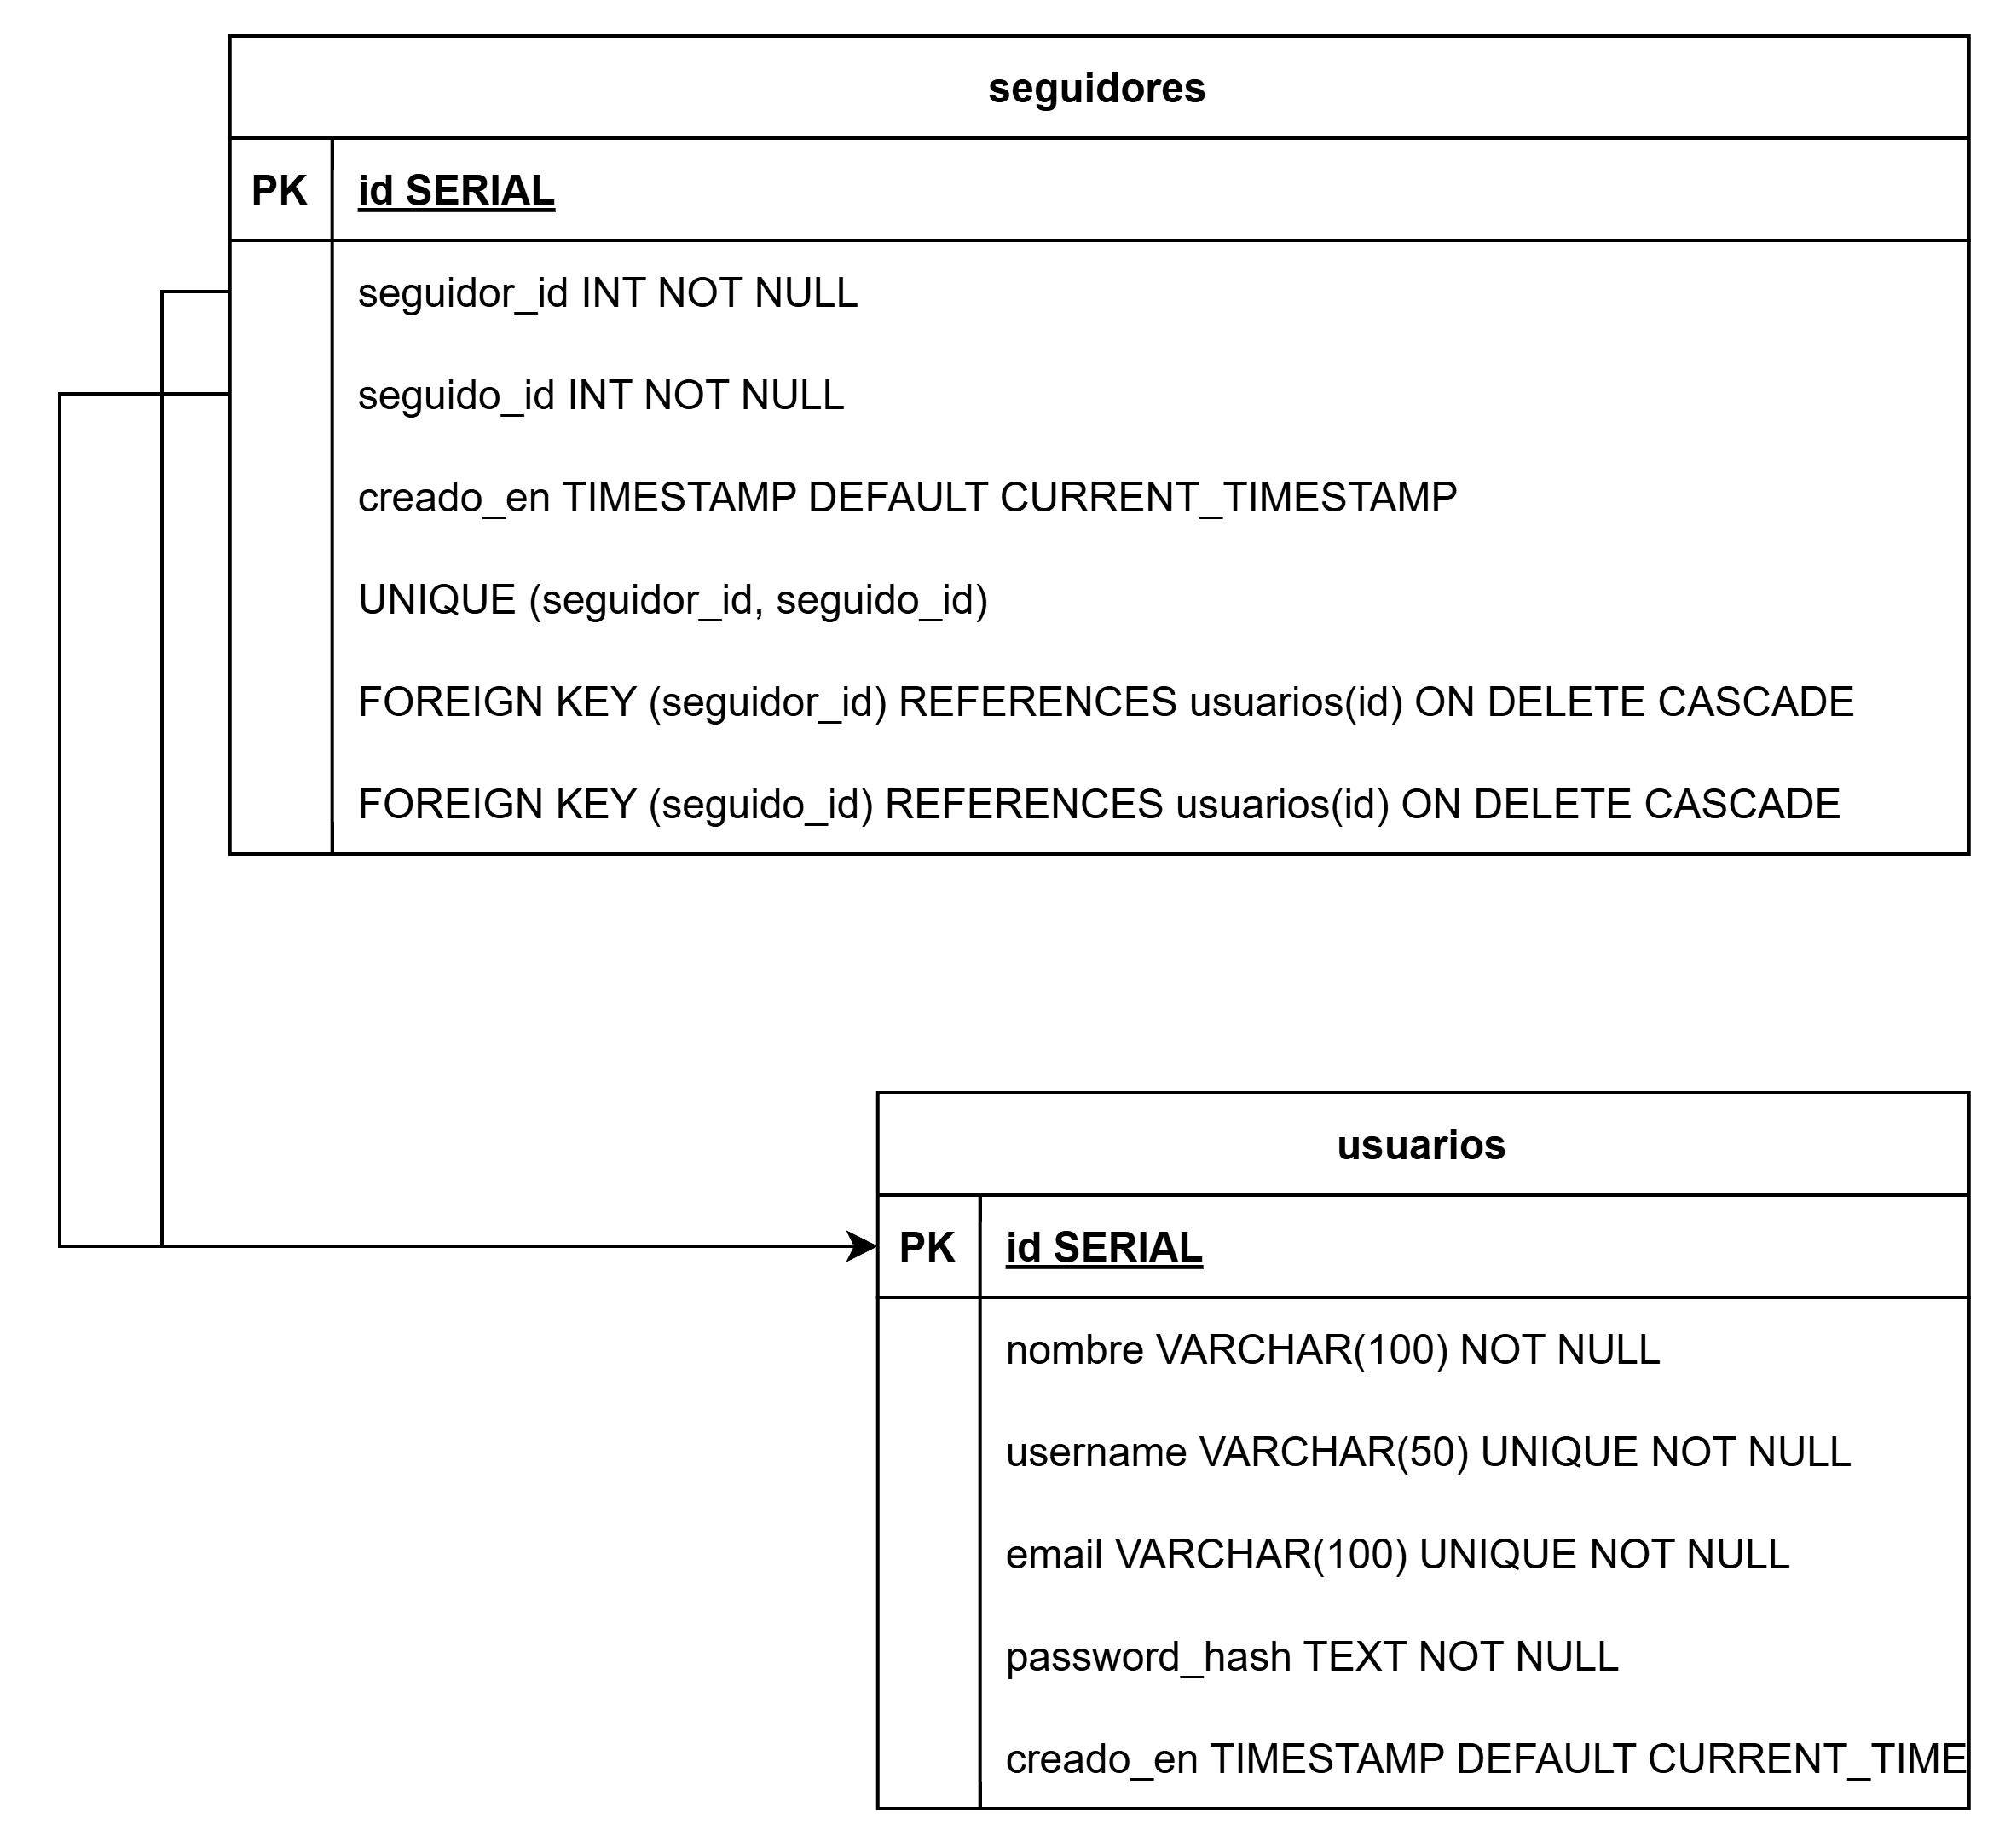 seguidores
PK id SERIAL
seguidor_id INT NOT NULL
seguido_id INT NOT NULL
creado_en TIMESTAMP DEFAULT CURRENT_TIMESTAMP
UNIQUE (seguidor_id, seguido_id)
FOREIGN KEY (seguidor_id) REFERENCES usuarios(id) ON DELETE CASCADE
FOREIGN KEY (seguido_id) REFERENCES usuarios(id) ON DELETE CASCADE
usuarios
PK id SERIAL
nombre VARCHAR(100) NOT NULL
username VARCHAR(50) UNIQUE NOT NULL
email VARCHAR(100) UNIQUE NOT NULL
password_hash TEXT NOT NULL
creado_en TIMESTAMP DEFAULT CURRENT_TIME